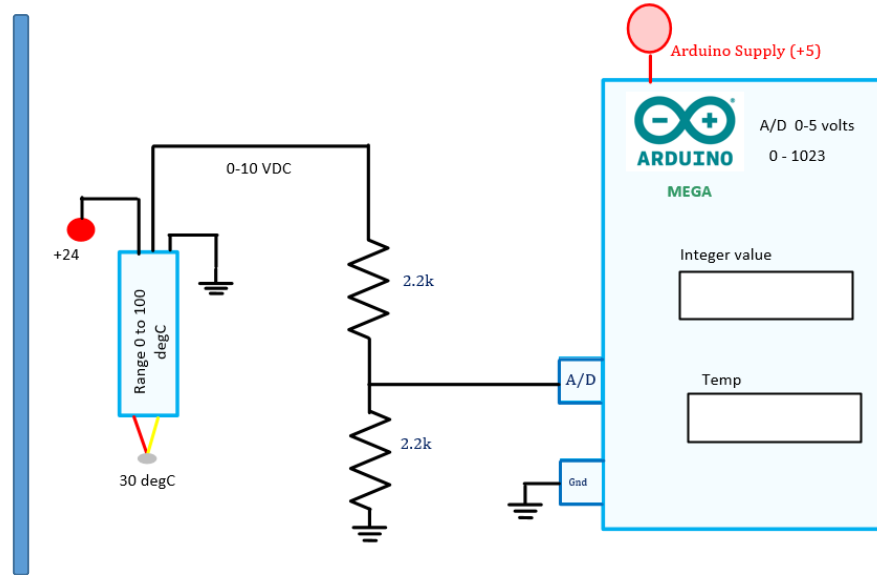 Arduino Supply (+5)
ARDUINO
MEGA
A/D 0-5 volts
0 - 1023
0-10 VDC
+24
Range 0 to 100
degC
30 degC
2.2k
2.2k
A/D
Gnd
Integer value
Temp